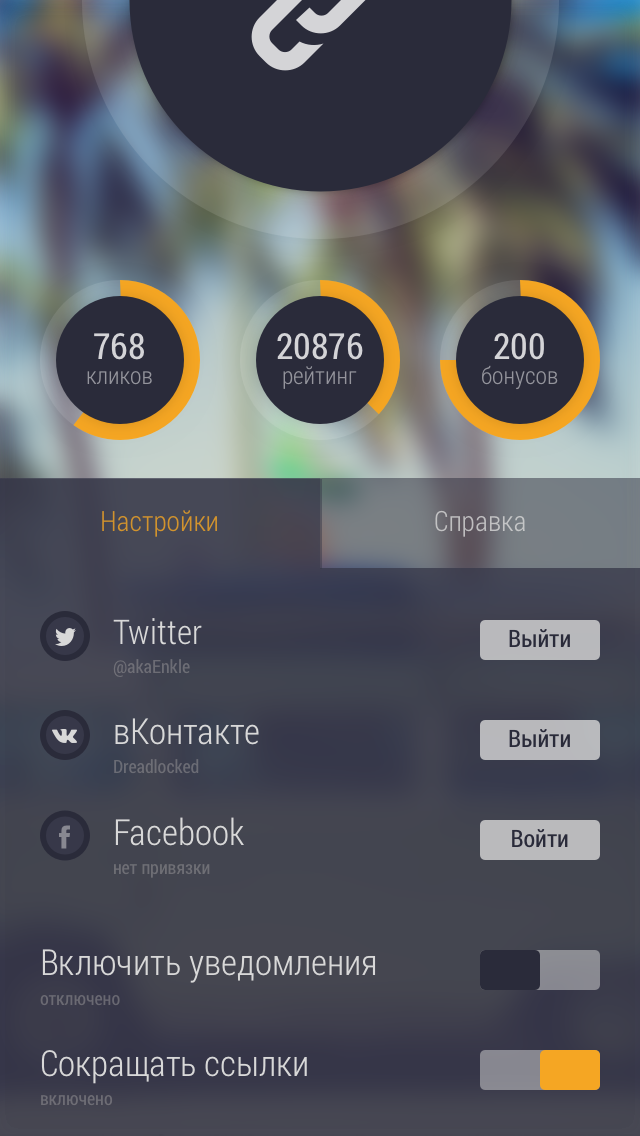 768
кликов
20876
рейтинг
200
бонусов
Настройки
Справка
Twitter
@akaEnkle
Выйти
вКонтакте
Dreadlocked
Выйти
Facebook
нет привязки
Войти
Включить уведомления
отключено
Сокращать ссылки
включено